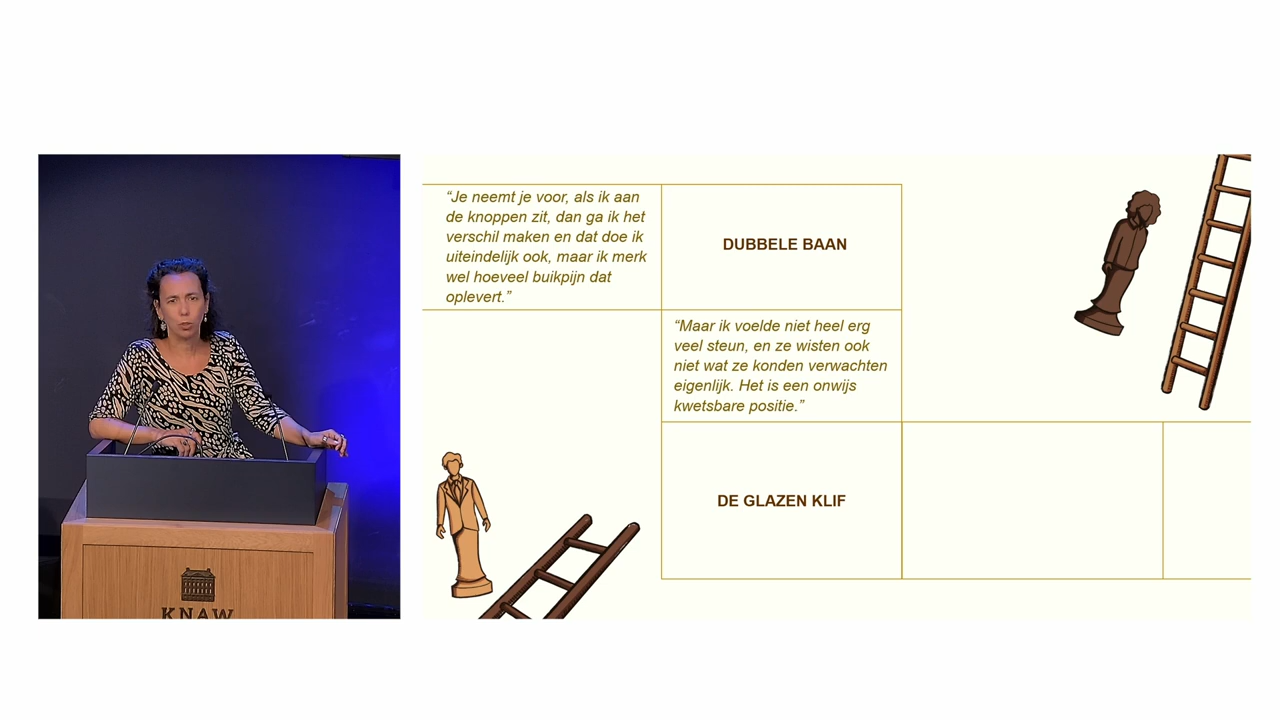 “Je neemt je voor, als ik aan
de knoppen zit, dan ga ik het
verschil maken en dat doe ik
uiteindelijk ook, maar ik merk
wel hoeveel buikpijn dat
oplevert.”
DUBBELE BAAN
“Maar ik voelde niet heel erg
veel steun, en ze wisten ook
niet wat ze konden verwachten
eigenlijk. Het is een onwijs
kwetsbare positie.”
DE GLAZEN KLIF
KNAW